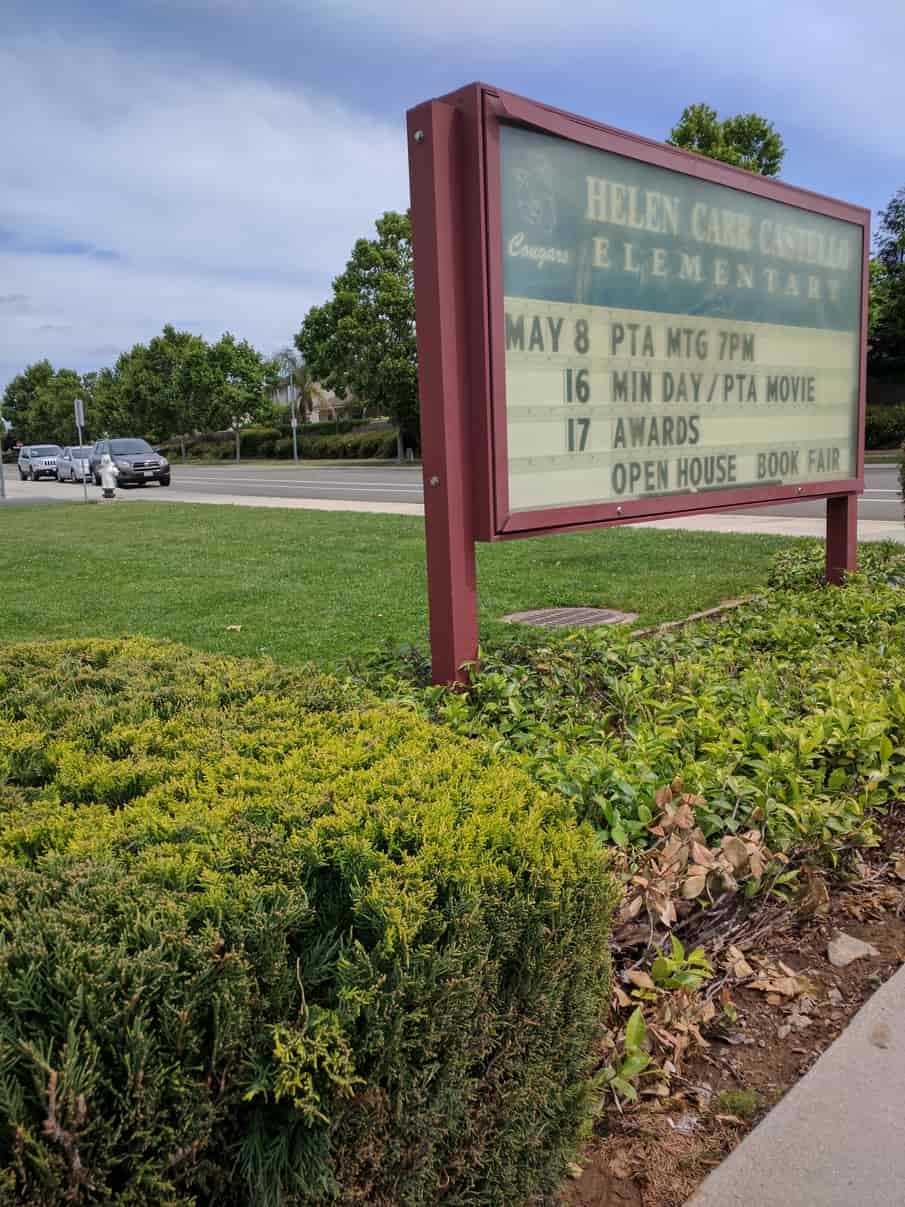 HELEN CARR CASTELLO
Cougars ELEMENTARY
MAY 8 PTA MTG 7PM
16 MIN DAY/PTA MOVIE
17 AWARDS
OPEN HOUSE BOOK FAIR